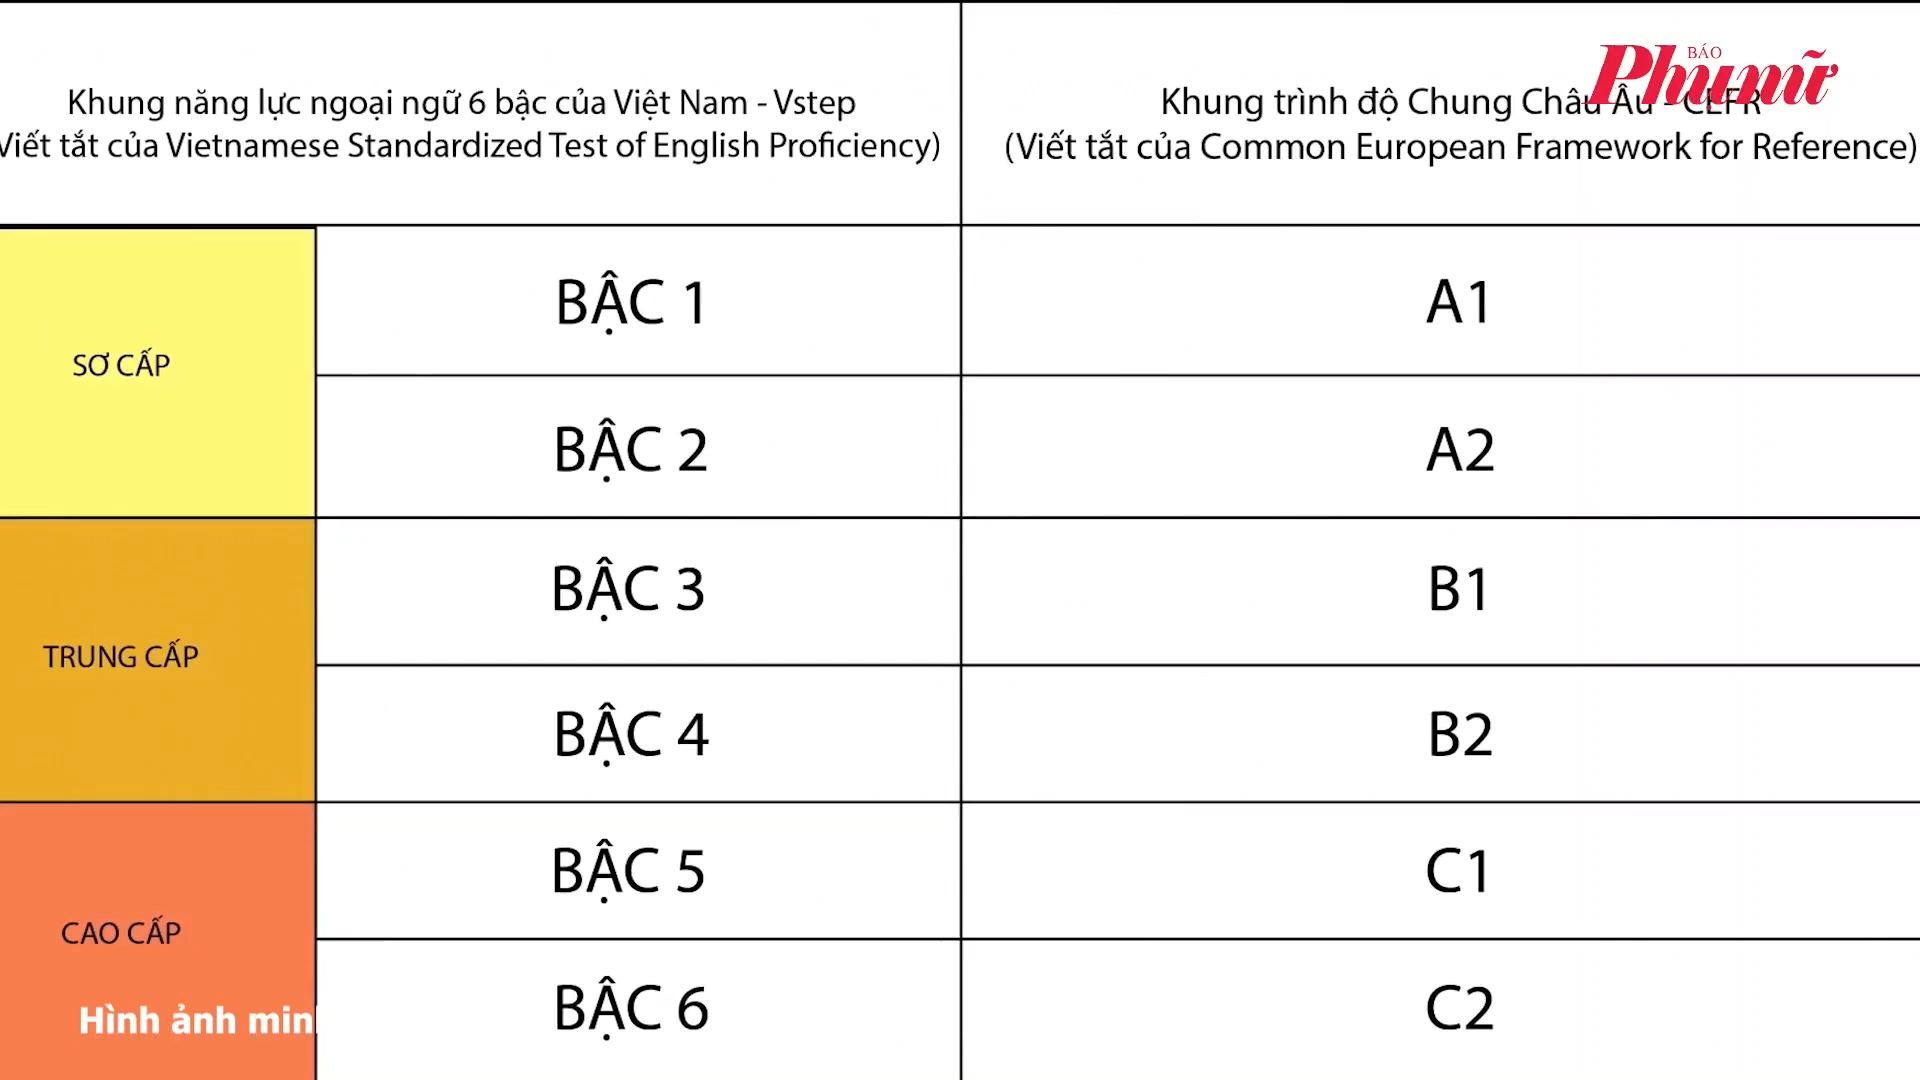 BÁO
Phụ nữ
Khung năng lực ngoại ngữ 6 bậc của Việt Nam - Vstep
Viết tắt của Vietnamese Standardized Test of English Proficiency)
Khung trình độ Chung Châu Âu - CEFR
(Viết tắt của Common European Framework for Reference)
SƠ CẤP
BẬC 1
A1
BẬC 2
A2
TRUNG CẤP
BẬC 3
B1
BẬC 4
B2
CAO CẤP
BẬC 5
C1
BẬC 6
C2
Hình ảnh min